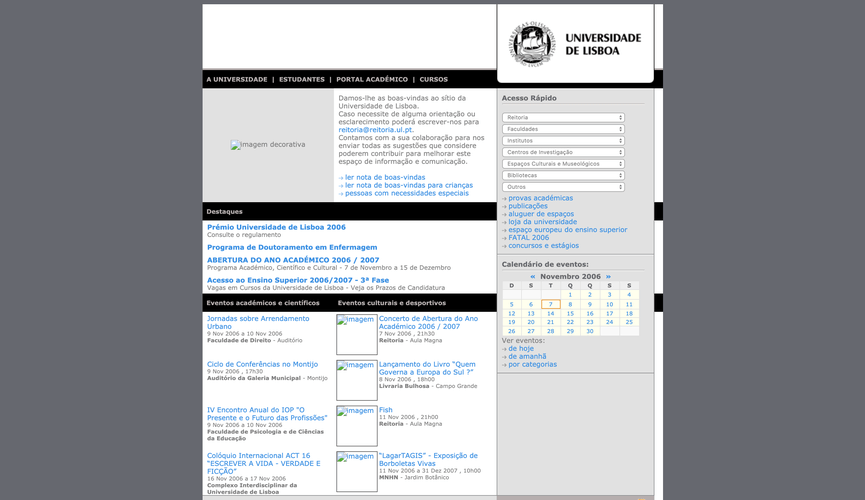 UNIVERSIDADE
DE LISBOA
A UNIVERSIDADE | ESTUDANTES | PORTAL ACADÉMICO | CURSOS
imagem decorativa
Damos-lhe as boas-vindas ao sítio da
Universidade de Lisboa.
Caso necessite de alguma orientação ou
esclarecimento poderá escrever-nos para
reitoria@reitoria.ul.pt.
Contamos com a sua colaboração para nos
enviar todas as sugestões que considere
poderem contribuir para melhorar este
espaço de informação e comunicação.
ler nota de boas-vindas
ler nota de boas-vindas para crianças
pessoas com necessidades especiais
Destaques
Prémio Universidade de Lisboa 2006
Consulte o regulamento
Programa de Doutoramento em Enfermagem
ABERTURA DO ANO ACADÉMICO 2006 / 2007
Programa Académico, Científico e Cultural - 7 de Novembro a 15 de Dezembro
Acesso ao Ensino Superior 2006/2007 - 3ª Fase
Vagas em Cursos da Universidade de Lisboa - Veja os Prazos de Candidatura
Eventos académicos e científicos
Jornadas sobre Arrendamento
Urbano
9 Nov 2006 a 10 Nov 2006
Faculdade de Direito - Auditório
Ciclo de Conferências no Montijo
9 Nov 2006 , 17h30
Auditório da Galeria Municipal - Montijo
IV Encontro Anual do IOP "O
Presente e o Futuro das Profissões"
9 Nov 2006 a 10 Nov 2006
Faculdade de Psicologia e de Ciências
da Educação
Colóquio Internacional ACT 16
"ESCREVER A VIDA - VERDADE E
FICÇÃO"
16 Nov 2006 a 17 Nov 2006
Complexo Interdisciplinar da
Universidade de Lisboa
Eventos culturais e desportivos
imagem
Concerto de Abertura do Ano
Académico 2006 / 2007
7 Nov 2006 , 21h30
Reitoria - Aula Magna
imagem
Lançamento do Livro "Quem
Governa a Europa do Sul ?"
8 Nov 2006 , 18h00
Livraria Bulhosa - Campo Grande
imagem
Fish
11 Nov 2006 , 21h00
Reitoria - Aula Magna
imagem
"LagarTAGIS" - Exposição de
Borboletas Vivas
11 Nov 2006 a 31 Dez 2007 , 10h00
MNHN - Jardim Botânico
Acesso Rápido
Reitoria
Faculdades
Institutos
Centros de Investigação
Espaços Culturais e Museológicos
Bibliotecas
Outros
provas académicas
publicações
aluguer de espaços
loja da universidade
espaço europeu do ensino superior
FATAL 2006
concursos e estágios
Calendário de eventos:
« Novembro 2006 »
D S T Q Q S S
1 2 3 4
5 6 7 8 9 10 11
12 13 14 15 16 17 18
19 20 21 22 23 24 25
26 27 28 29 30
Ver eventos:
de hoje
de amanhã
por categorias